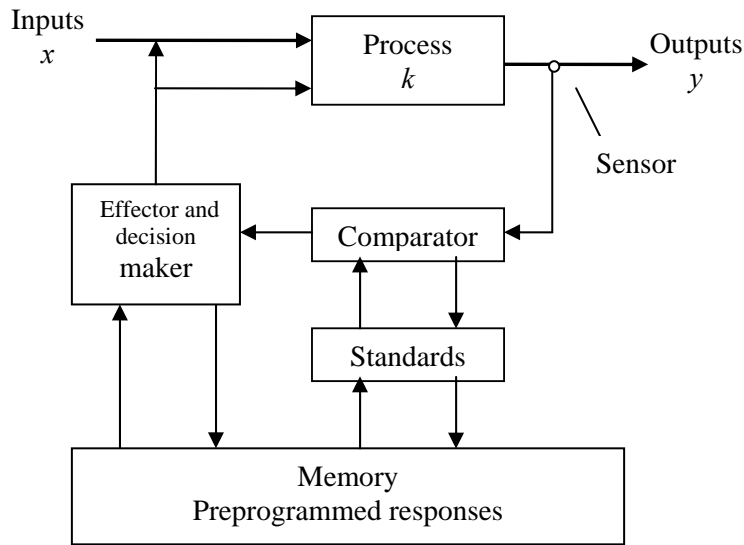 Inputs
x
Process
k
Outputs
y
Sensor
Effector and
decision
maker
Comparator
Standards
Memory
Preprogrammed responses